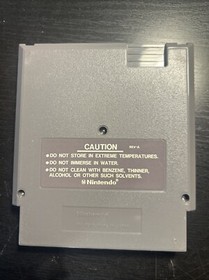 CAUTION
•DO NOT STORE IN EXTREME TEMPERATURES.
•DO NOT IMMERSE IN WATER.
•DO NOT CLEAN WITH BENZENE, THINNER,
ALCOHOL OR OTHER SUCH SOLVENTS.
Nintendo